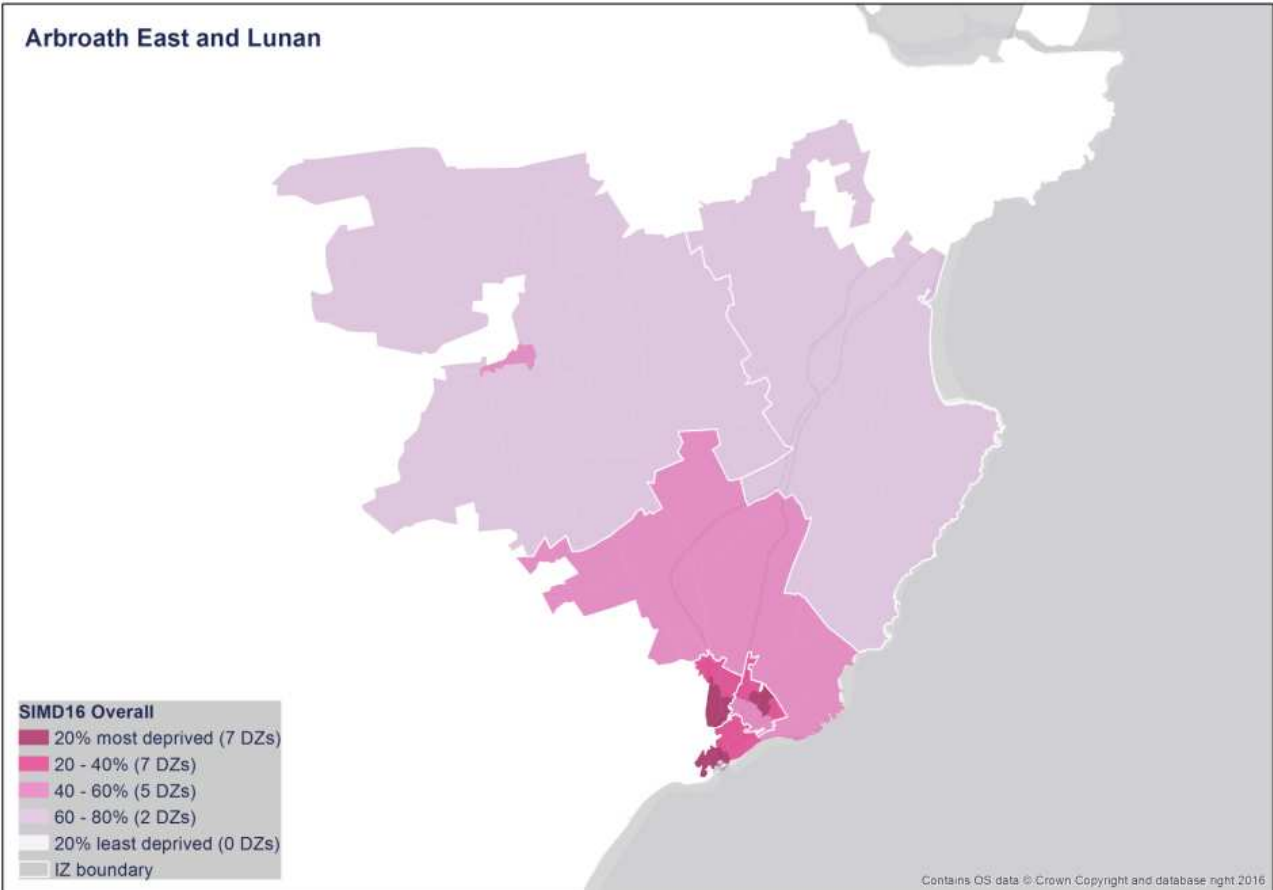 Arbroath East and Lunan
SIMD16 Overall
20% most deprived (7 DZs)
20 - 40% (7 DZs)
40 - 60% (5 DZs)
60 - 80% (2 DZs)
20% least deprived (0 DZs)
IZ boundary
Contains OS data © Crown Copyright and database right 2016